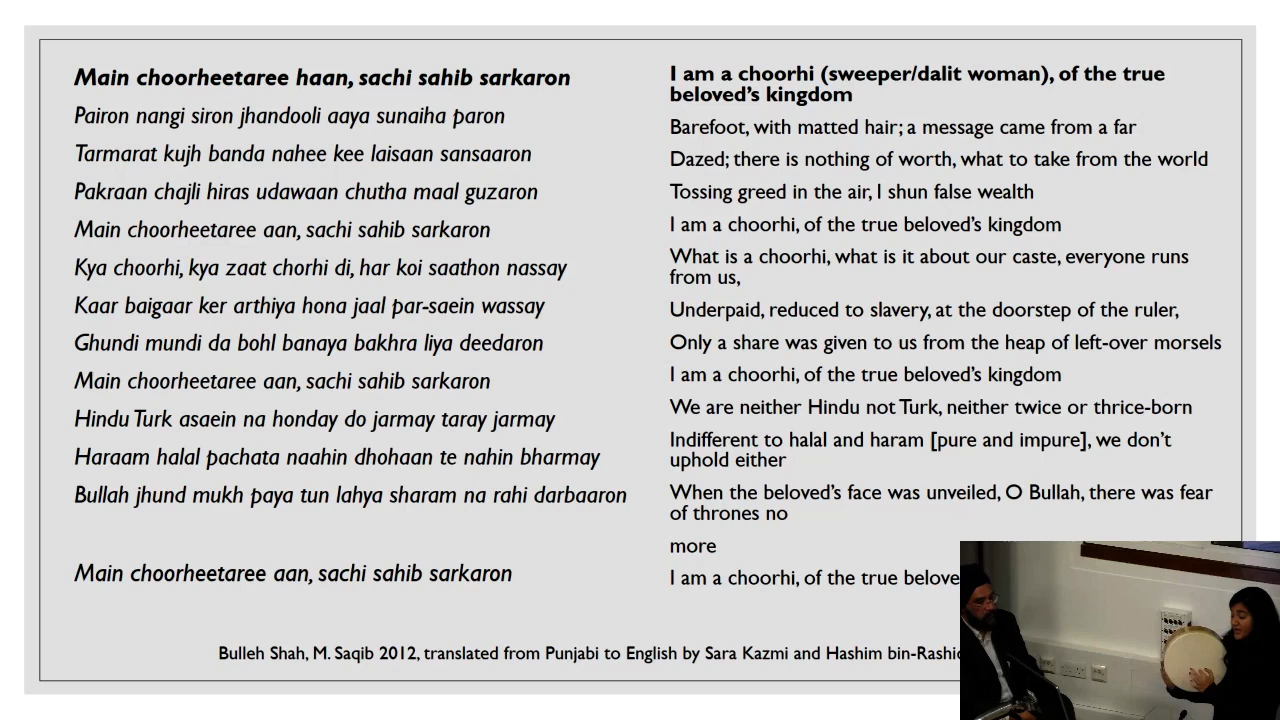 Main choorheetaree haan, sachi sahib sarkaron
Pairon nangi siron jhandooli aaya sunaiha paron
Tarmarat kujh banda nahee kee laisaan sansaaron
Pakraan chajli hiras udawaan chutha maal guzaron
Main choorheetaree aan, sachi sahib sarkaron
Kya choorhi, kya zaat chorhi di, har koi saathon nassay
Kaar baigaar ker arthiya hona jaal par-saein wassay
Ghundi mundi da bohl banaya bakhra liya deedaron
Main choorheetaree aan, sachi sahib sarkaron
Hindu Turk asaein na honday do jarmay taray jarmay
Haraam halal pachata naahin dhohaan te nahin bharmay
Bullah jhund mukh paya tun lahya sharam na rahi darbaaron
Main choorheetaree aan, sachi sahib sarkaron
I am a choorhi (sweeper/dalit woman), of the true
beloved's kingdom
Barefoot, with matted hair; a message came from a far
Dazed; there is nothing of worth, what to take from the world
Tossing greed in the air, I shun false wealth
I am a choorhi, of the true beloved's kingdom
What is a choorhi, what is it about our caste, everyone runs
from us,
Underpaid, reduced to slavery, at the doorstep of the ruler,
Only a share was given to us from the heap of left-over morsels
I am a choorhi, of the true beloved's kingdom
We are neither Hindu not Turk, neither twice or thrice-born
Indifferent to halal and haram [pure and impure], we don't
uphold either
When the beloved's face was unveiled, O Bullah, there was fear
of thrones no
more
I am a choorhi, of the true
Bulleh Shah, M. Saqib 2012, translated from Punjabi to English by Sara Kazmi and Hashim